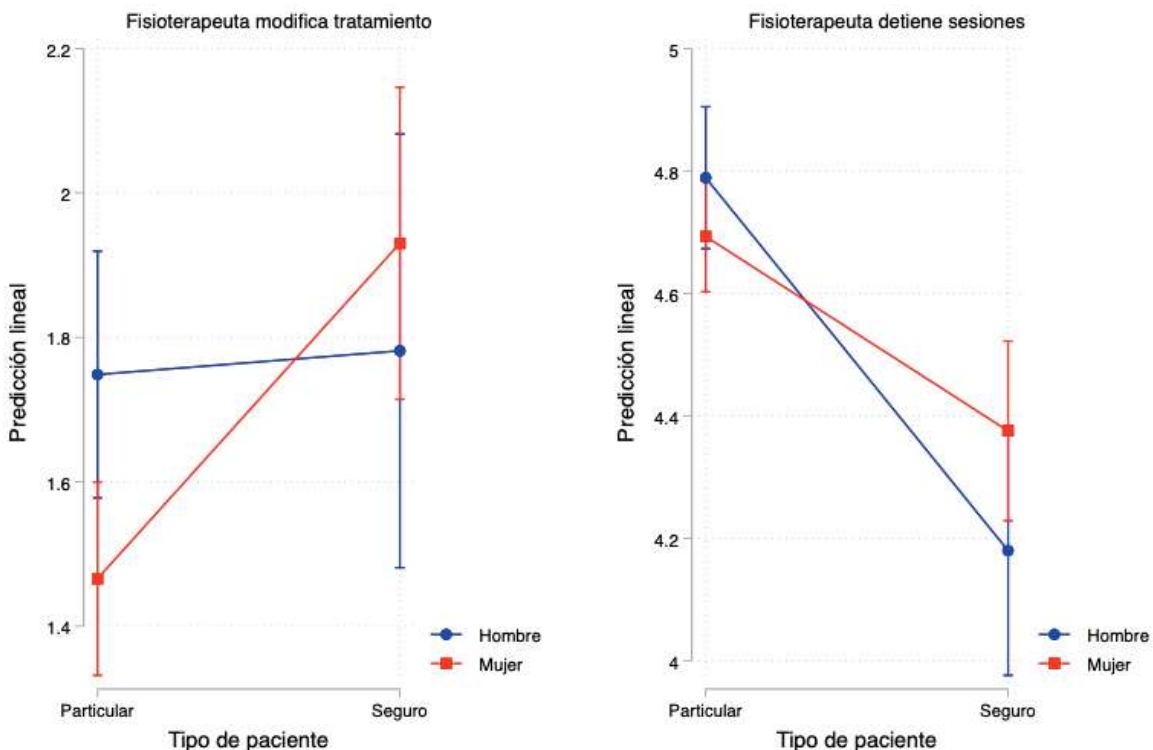 Fisioterapeuta modifica tratamiento
2.2
2
1.8
1.6
1.4
Predicción lineal
Hombre
Mujer
Particular
Seguro
Tipo de paciente
Fisioterapeuta detiene sesiones
5
4.8
4.6
4.4
4.2
4
Predicción lineal
Hombre
Mujer
Particular
Seguro
Tipo de paciente